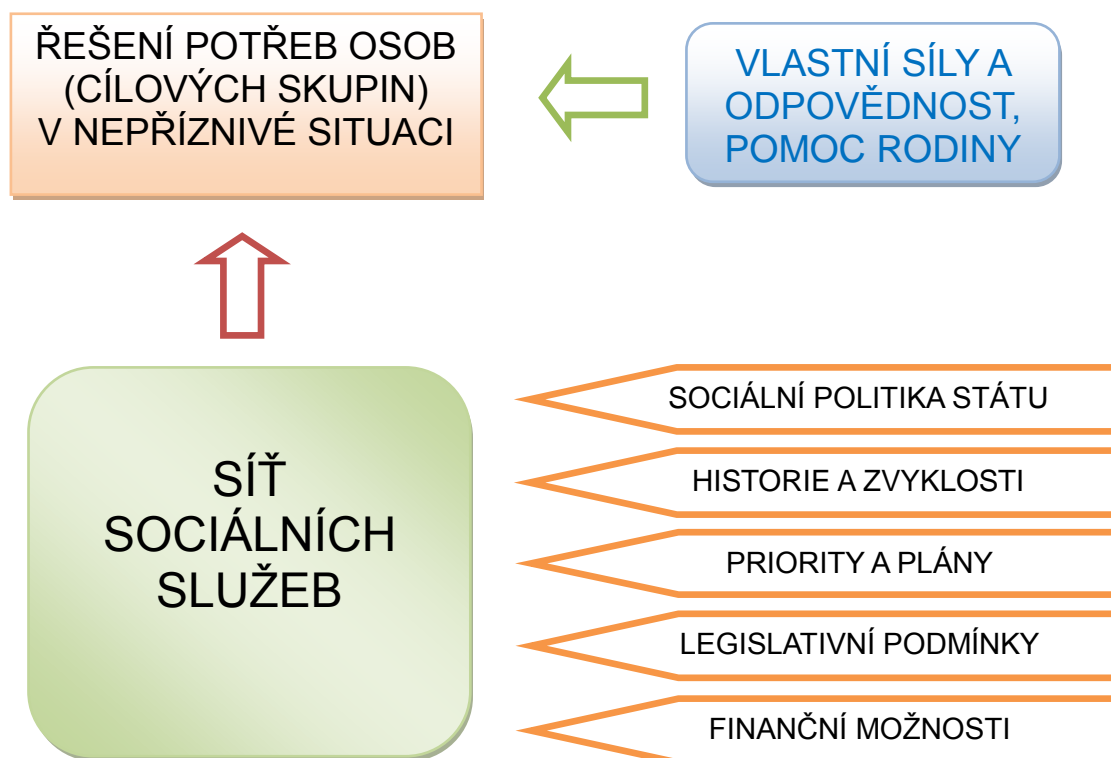 ŘEŠENÍ POTŘEB OSOB
(CÍLOVÝCH SKUPIN)
V NEPŘÍZNIVÉ SITUACI
VLASTNÍ SÍLY A
ODPOVĚDNOST,
POMOC RODINY
SÍŤ
SOCIÁLNÍCH
SLUŽEB
SOCIÁLNÍ POLITIKA STÁTU
HISTORIE A ZVYKLOSTI
PRIORITY A PLÁNY
LEGISLATIVNÍ PODMÍNKY
FINANČNÍ MOŽNOSTI